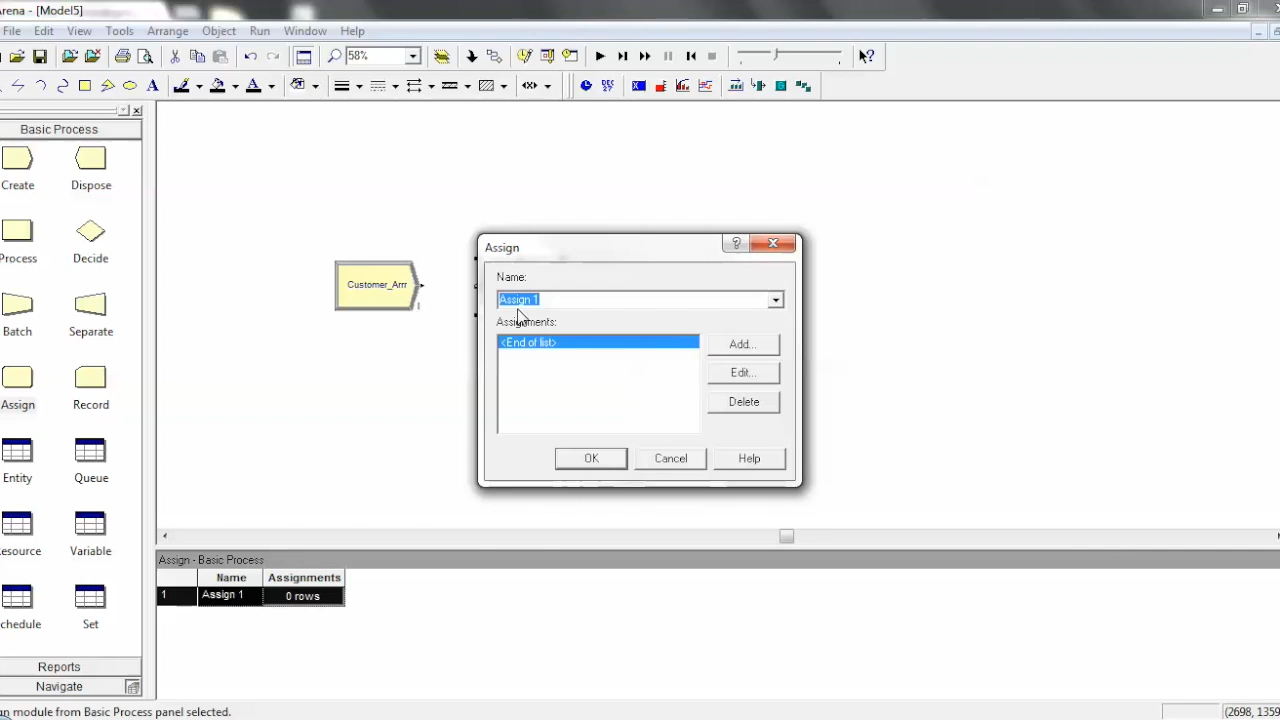 Arena - [Model5]
File Edit View Tools Arrange Object Run Window Help
58%
Basic Process
Create Dispose
Process Decide
Batch Separate
Assign Record
Entity Queue
Resource Variable
Schedule Set
Reports
Navigate
Customer_Arrr
Assign
Name:
Assign 1
Assignments:
<End of list>
Add...
Edit...
Delete
OK Cancel Help
Assign - Basic Process
Name Assignments
1 Assign 1 0 rows
an module from Basic Process panel selected.
(2698, 1359